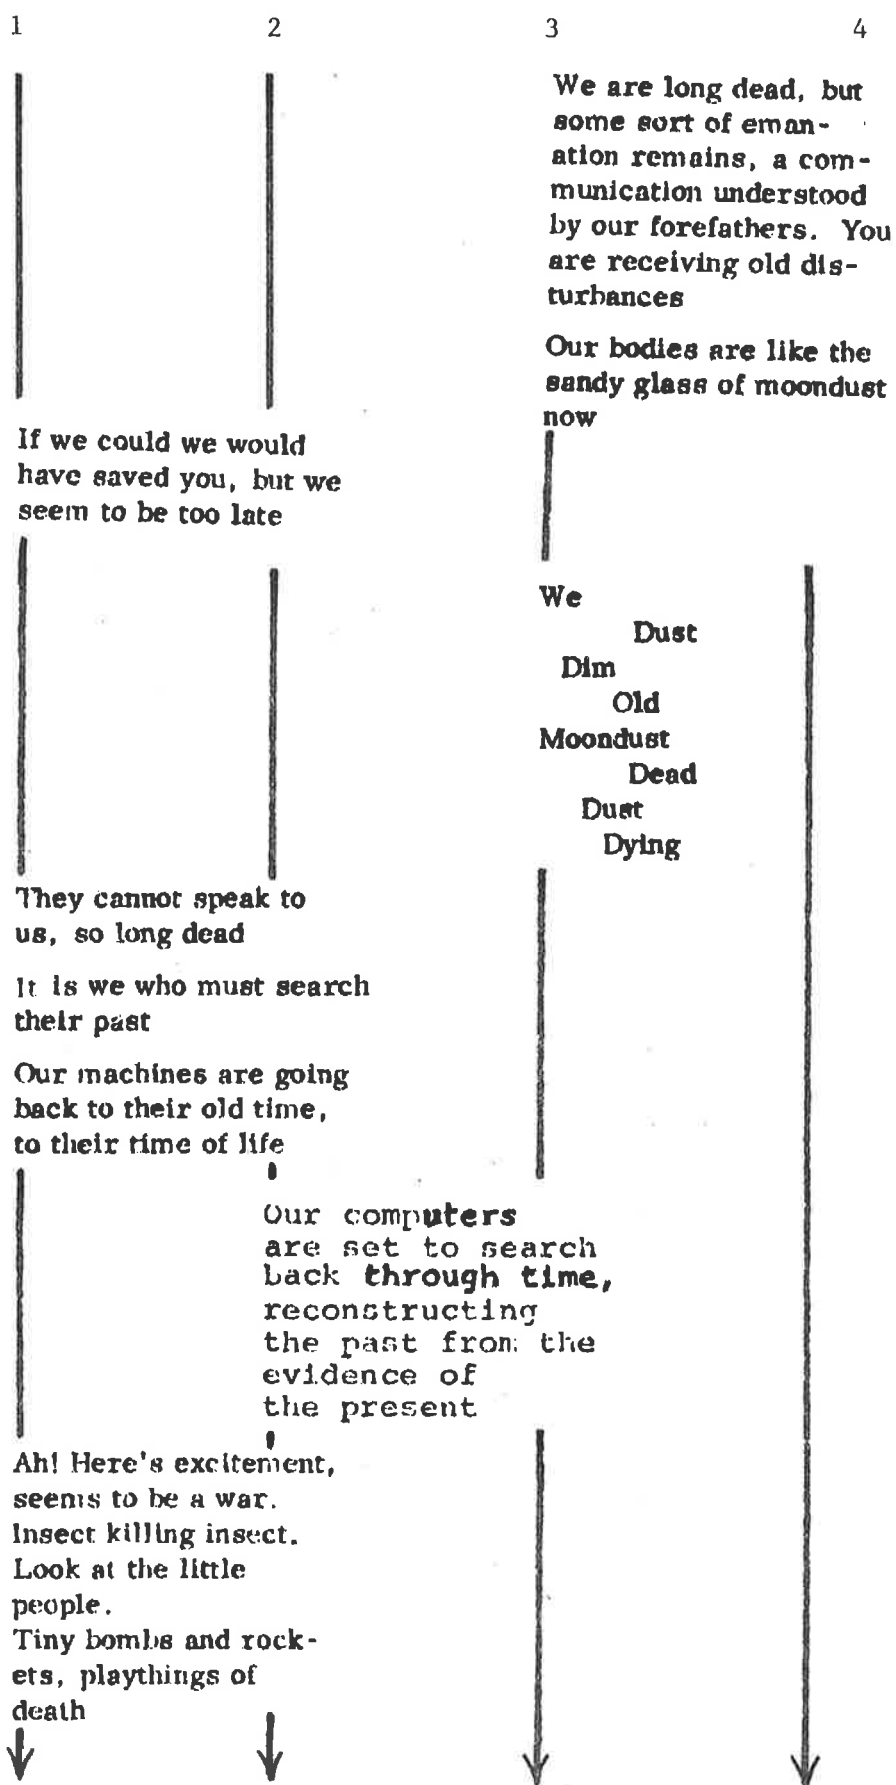 1 2 3 4
We are long dead, but
some sort of eman-
ation remains, a com-
munication understood
by our forefathers. You
are receiving old dis-
turbances
Our bodies are like the
sandy glass of moondust
now
If we could we would
have saved you, but we
seem to be too late
We
Dust
Dim
Old
Moondust
Dead
Dust
Dying
They cannot speak to
us, so long dead
It is we who must search
their past
Our machines are going
back to their old time,
to their time of life
Our computers
are set to search
back through time,
reconstructing
the past from the
evidence of
the present
Ah! Here's excitement,
seems to be a war.
Insect killing insect.
Look at the little
people.
Tiny bombs and rock-
ets, playthings of
death